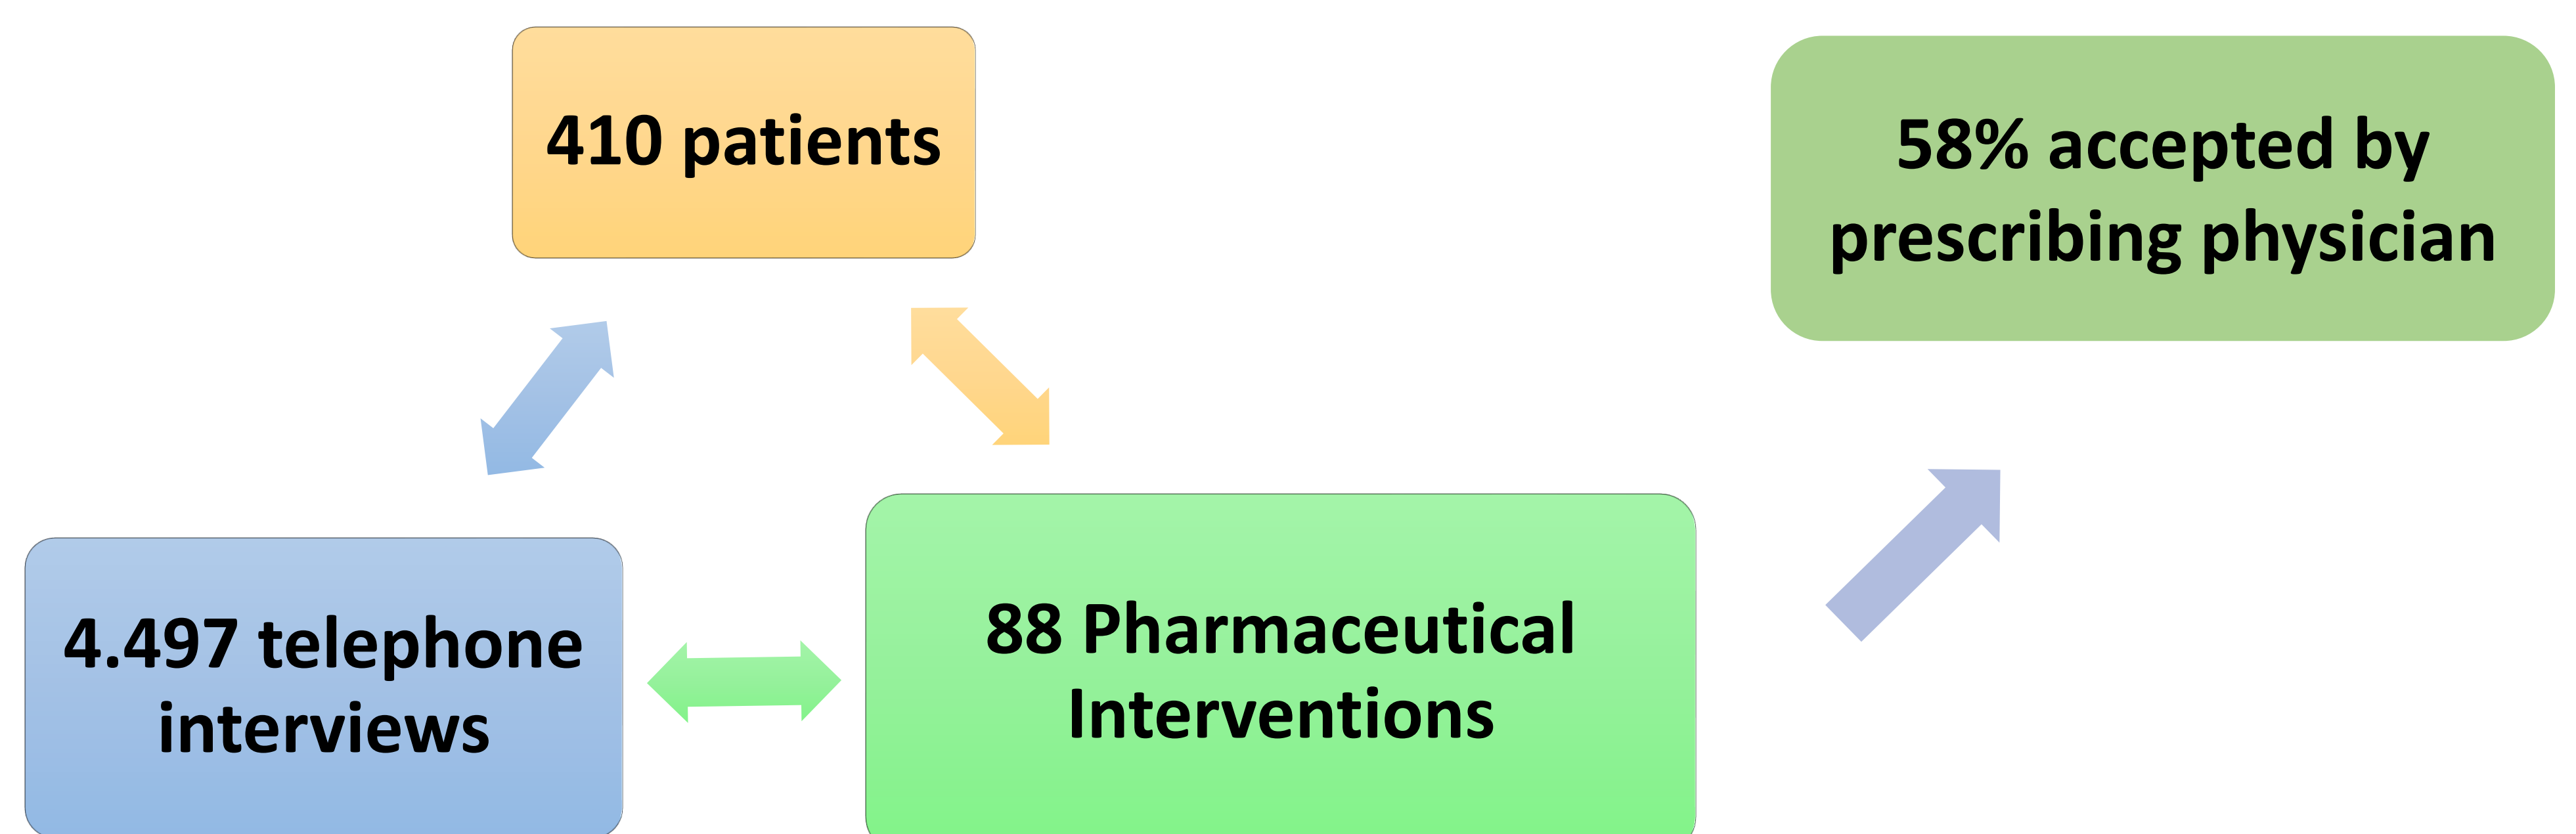 410 patients
58% accepted by
prescribing physician
4.497 telephone
interviews
88 Pharmaceutical
Interventions